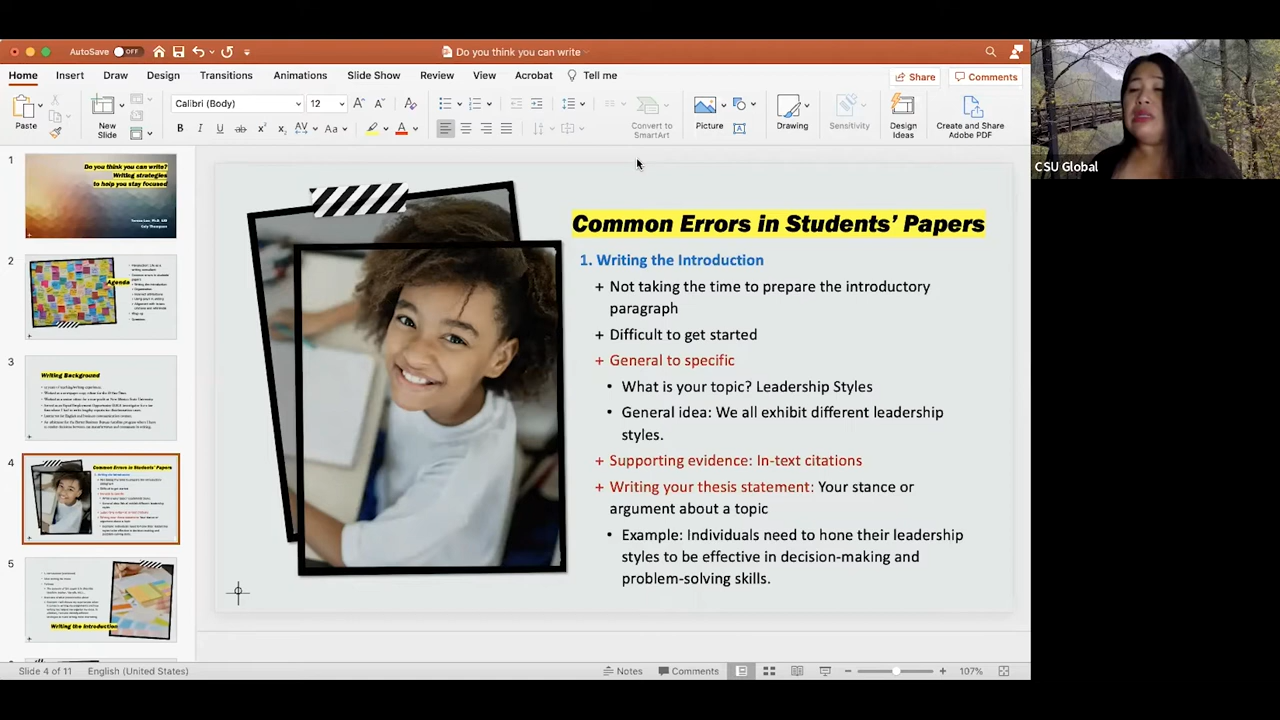 AutoSave OFF
Do you think you can write
Home Insert Draw Design Transitions Animations Slide Show Review View Acrobat Tell me
Share Comments
Paste
New
Slide
Calibri (Body) 12
Convert to
SmartArt
Picture
Drawing
Sensitivity
Design
Ideas
Create and Share
Adobe PDF
CSU Global
1
Do you think you can write?
Writing strategies
to help you stay focused
2
Agenda
3
Writing Background
4
Common Errors in Students' Papers
5
Writing the Introduction
Common Errors in Students’ Papers
1. Writing the Introduction
+ Not taking the time to prepare the introductory
paragraph
+ Difficult to get started
+ General to specific
• What is your topic? Leadership Styles
• General idea: We all exhibit different leadership
styles.
+ Supporting evidence: In-text citations
+ Writing your thesis statement: Your stance or
argument about a topic
• Example: Individuals need to hone their leadership
styles to be effective in decision-making and
problem-solving skills.
Slide 4 of 11 English (United States)
Notes Comments 107%